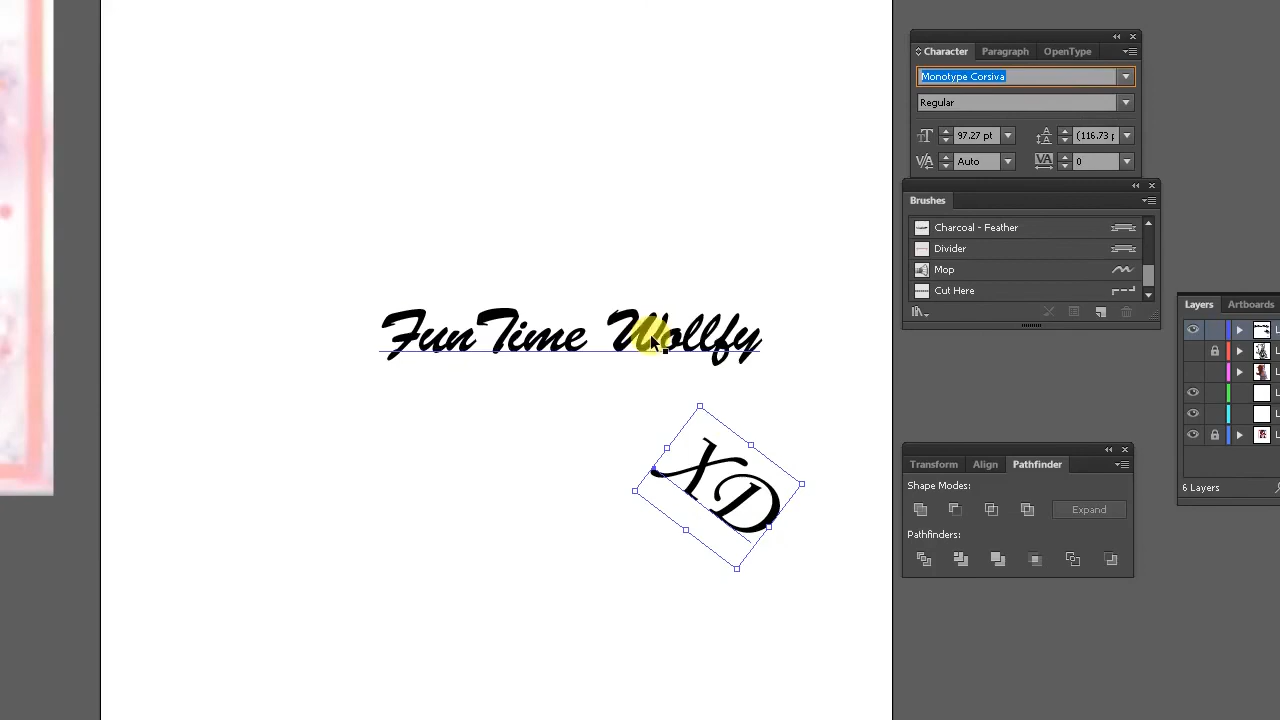 Character Paragraph OpenType
Monotype Corsiva
Regular
97.27 pt (116.73 p
Auto 0
Brushes
Charcoal - Feather
Divider
Mop
Cut Here
FunTime Wollfy
XD
Layers Artboards
L
L
L
L
L
L
6 Layers
Transform Align Pathfinder
Shape Modes:
Expand
Pathfinders: